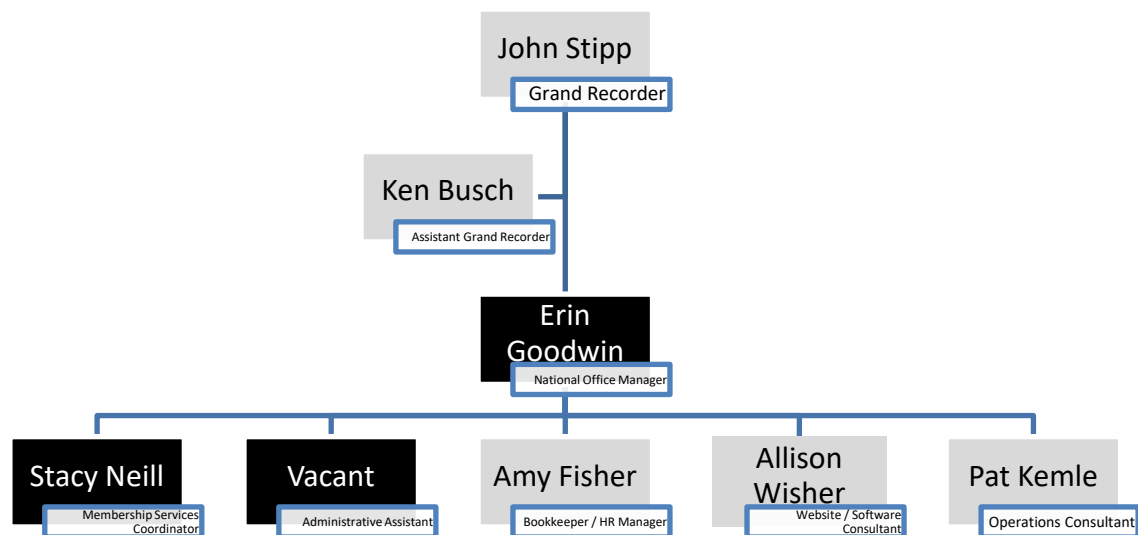 John Stipp
Grand Recorder
Ken Busch
Assistant Grand Recorder
Erin
Goodwin
National Office Manager
Stacy Neill
Membership Services
Coordinator
Vacant
Administrative Assistant
Amy Fisher
Bookkeeper / HR Manager
Allison
Wisher
Website / Software
Consultant
Pat Kemle
Operations Consultant